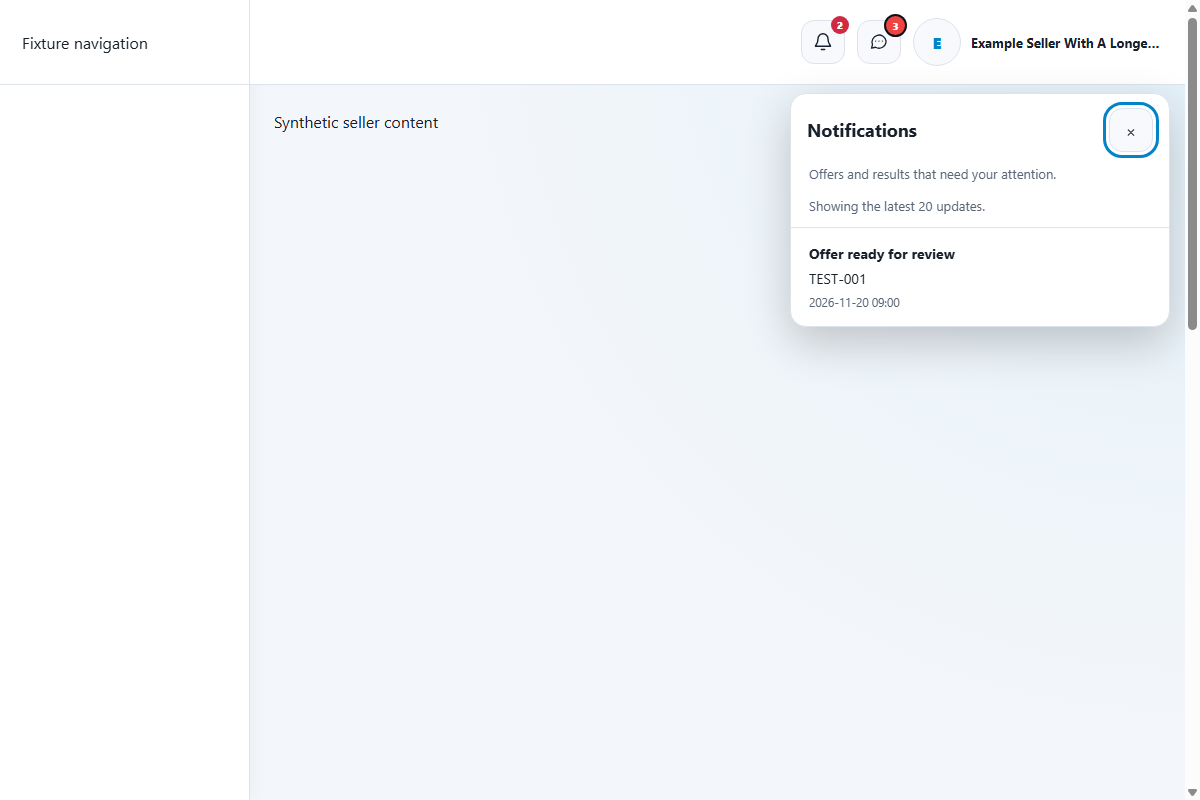 Fixture navigation
2
3
E
Example Seller With A Longe...
Synthetic seller content
Notifications
×
Offers and results that need your attention.
Showing the latest 20 updates.
Offer ready for review
TEST-001
2026-11-20 09:00